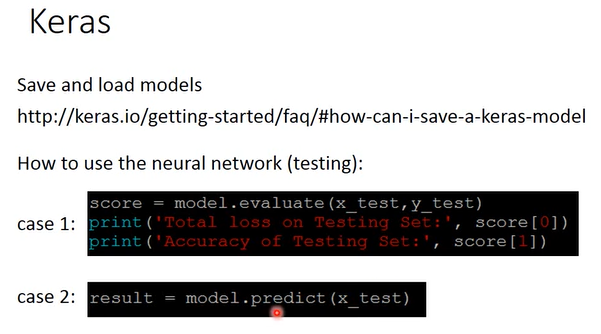 Keras
Save and load models
http://keras.io/getting-started/faq/#how-can-i-save-a-keras-model
How to use the neural network (testing):
case 1:
score = model.evaluate(x_test,y_test)
print('Total loss on Testing Set:', score[0])
print('Accuracy of Testing Set:', score[1])
case 2:
result = model.predict(x_test)